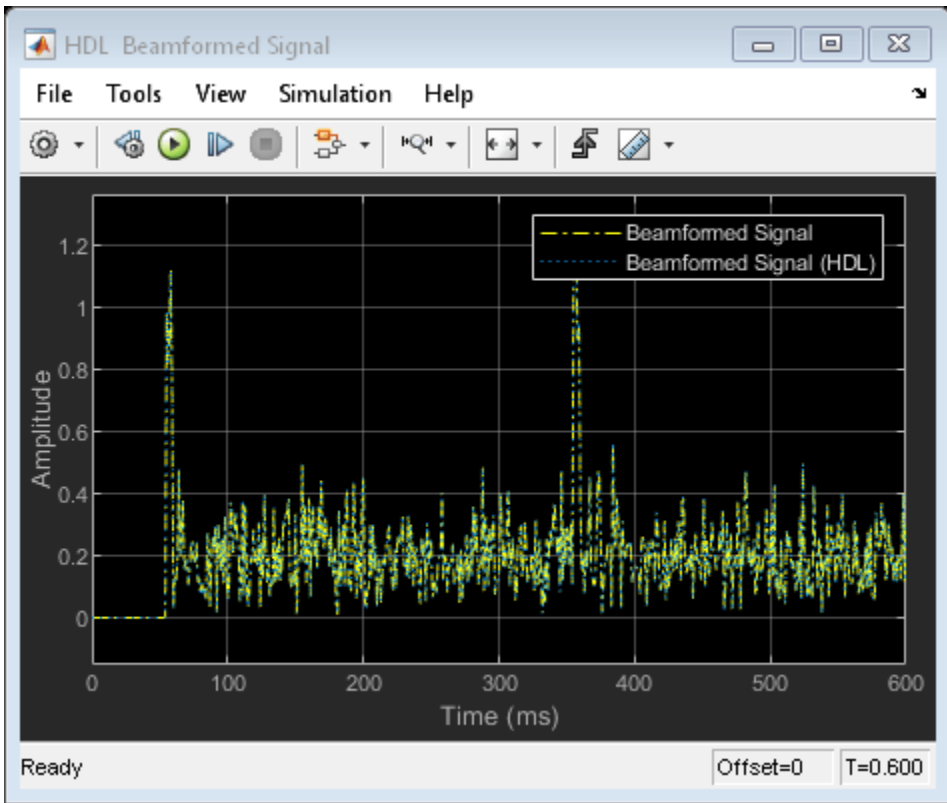 HDL Beamformed Signal
File Tools View Simulation Help
Beamformed Signal
Beamformed Signal (HDL)
1.2
1
0.8
0.6
0.4
0.2
0
Amplitude
0 100 200 300 400 500 600
Time (ms)
Ready Offset=0 T=0.600